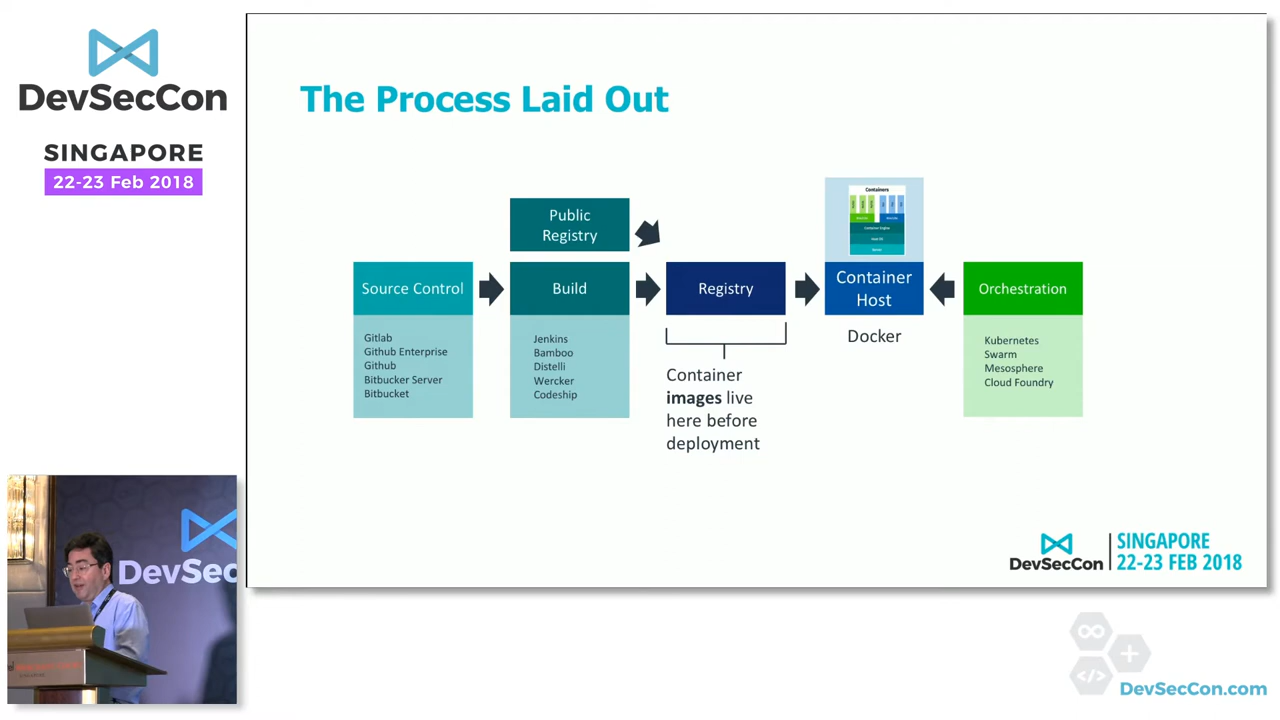 DevSecCon
SINGAPORE
22-23 Feb 2018
The Process Laid Out
Public
Registry
Containers
Source Control
Build
Registry
Container
Host
Orchestration
Gitlab
Github Enterprise
Github
Bitbucker Server
Bitbucket
Jenkins
Bamboo
Distelli
Wercker
Codeship
Docker
Kubernetes
Swarm
Mesosphere
Cloud Foundry
Container
images live
here before
deployment
DevSecCon
SINGAPORE
22-23 FEB 2018
DevSecC
DevSecCon.com